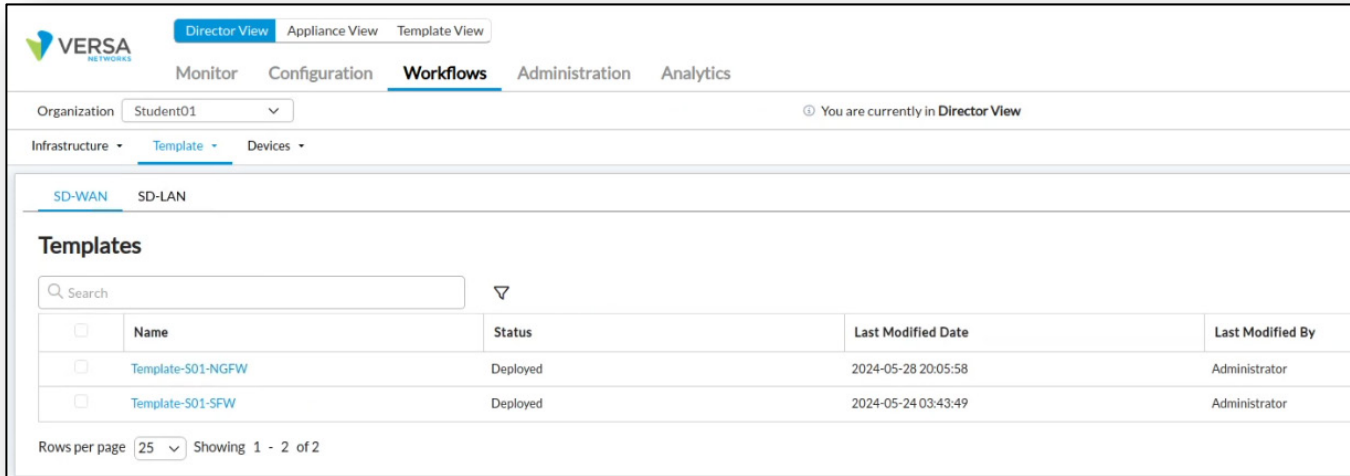 VERSA
NETWORKS
Director View Appliance View Template View
Monitor Configuration Workflows Administration Analytics
Organization Student01 You are currently in Director View
Infrastructure Template Devices
SD-WAN SD-LAN
Templates
Search
Name Status Last Modified Date Last Modified By
Template-S01-NGFW Deployed 2024-05-28 20:05:58 Administrator
Template-S01-SFW Deployed 2024-05-24 03:43:49 Administrator
Rows per page 25 Showing 1 - 2 of 2